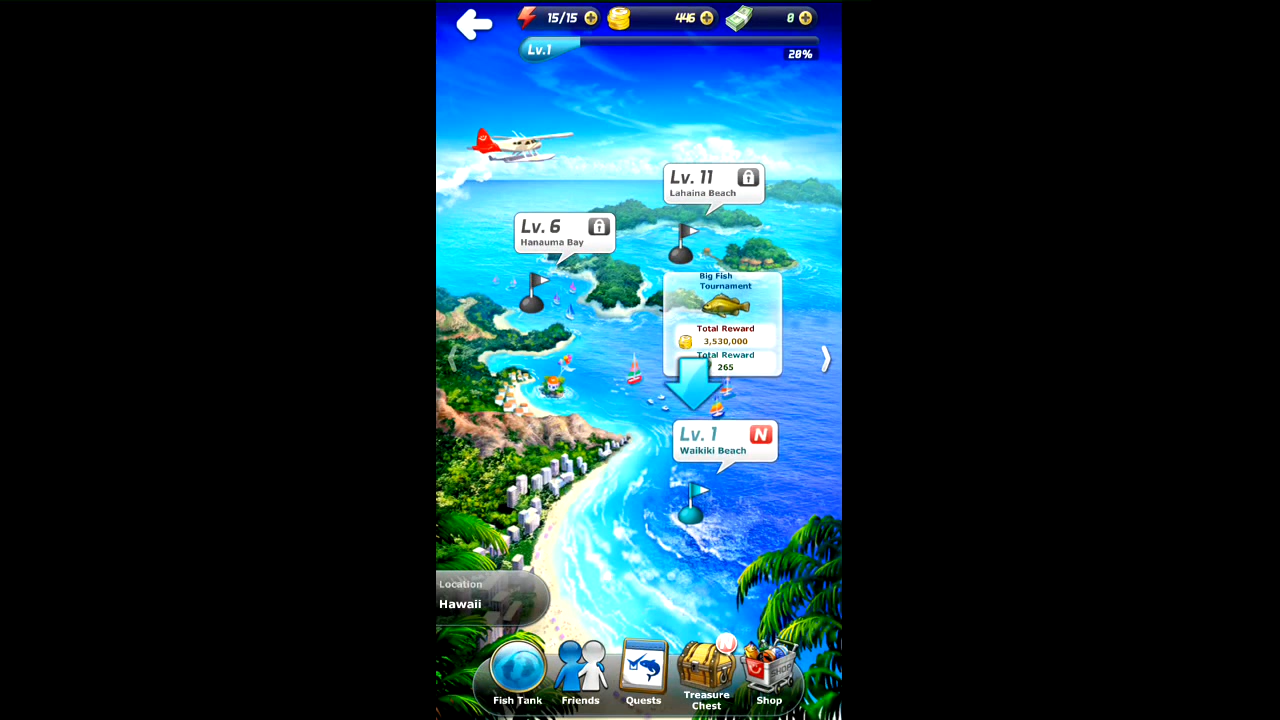 15/15
446
0
Lv.1
28%
Lv. 11
Lahaina Beach
Lv. 6
Hanauma Bay
Big Fish
Tournament
Total Reward
3,530,000
Total Reward
265
Lv. 1
N
Waikiki Beach
Location
Hawaii
N
SHOP
Fish Tank
Friends
Quests
Treasure
Chest
Shop